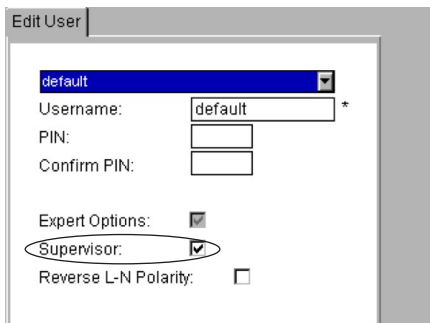 Edit User
default
Username: default *
PIN:
Confirm PIN:
Expert Options:
Supervisor:
Reverse L-N Polarity: